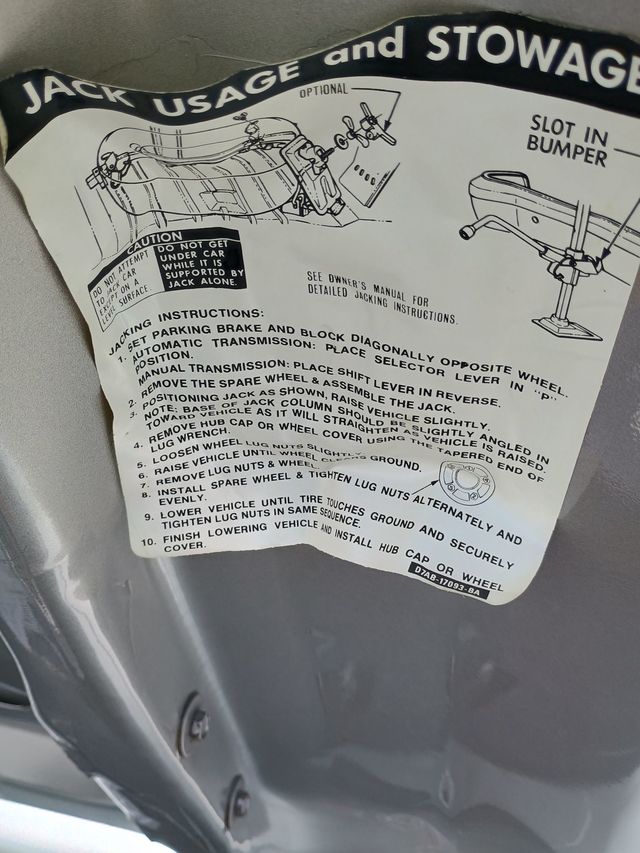 JACK USAGE and STOWAGE
OPTIONAL
SLOT IN
BUMPER
CAUTION
DO NOT ATTEMPT
TO JACK CAR
EXCEPT ON A
LEVEL SURFACE
DO NOT GET
UNDER CAR
WHILE IT IS
SUPPORTED BY
JACK ALONE.
SEE OWNER'S MANUAL FOR
DETAILED JACKING INSTRUCTIONS.
JACKING INSTRUCTIONS:
1. SET PARKING BRAKE AND BLOCK DIAGONALLY OPPOSITE WHEEL.
AUTOMATIC TRANSMISSION: PLACE SELECTOR LEVER IN "P"
POSITION.
MANUAL TRANSMISSION: PLACE SHIFT LEVER IN REVERSE.
2. REMOVE THE SPARE WHEEL & ASSEMBLE THE JACK.
3. POSITIONING JACK AS SHOWN, RAISE VEHICLE SLIGHTLY.
NOTE: BASE OF JACK COLUMN SHOULD BE SLIGHTLY ANGLED IN
TOWARD VEHICLE AS IT WILL STRAIGHTEN AS VEHICLE IS RAISED.
4. REMOVE HUB CAP OR WHEEL COVER USING THE TAPERED END OF
LUG WRENCH.
5. LOOSEN WHEEL LUG NUTS SLIGHTLY.
6. RAISE VEHICLE UNTIL WHEEL CLEARS GROUND.
7. REMOVE LUG NUTS & WHEEL.
8. INSTALL SPARE WHEEL & TIGHTEN LUG NUTS ALTERNATELY AND
EVENLY.
9. LOWER VEHICLE UNTIL TIRE TOUCHES GROUND AND SECURELY
TIGHTEN LUG NUTS IN SAME SEQUENCE.
10. FINISH LOWERING VEHICLE AND INSTALL HUB CAP OR WHEEL
COVER.
D7AB-17093-BA